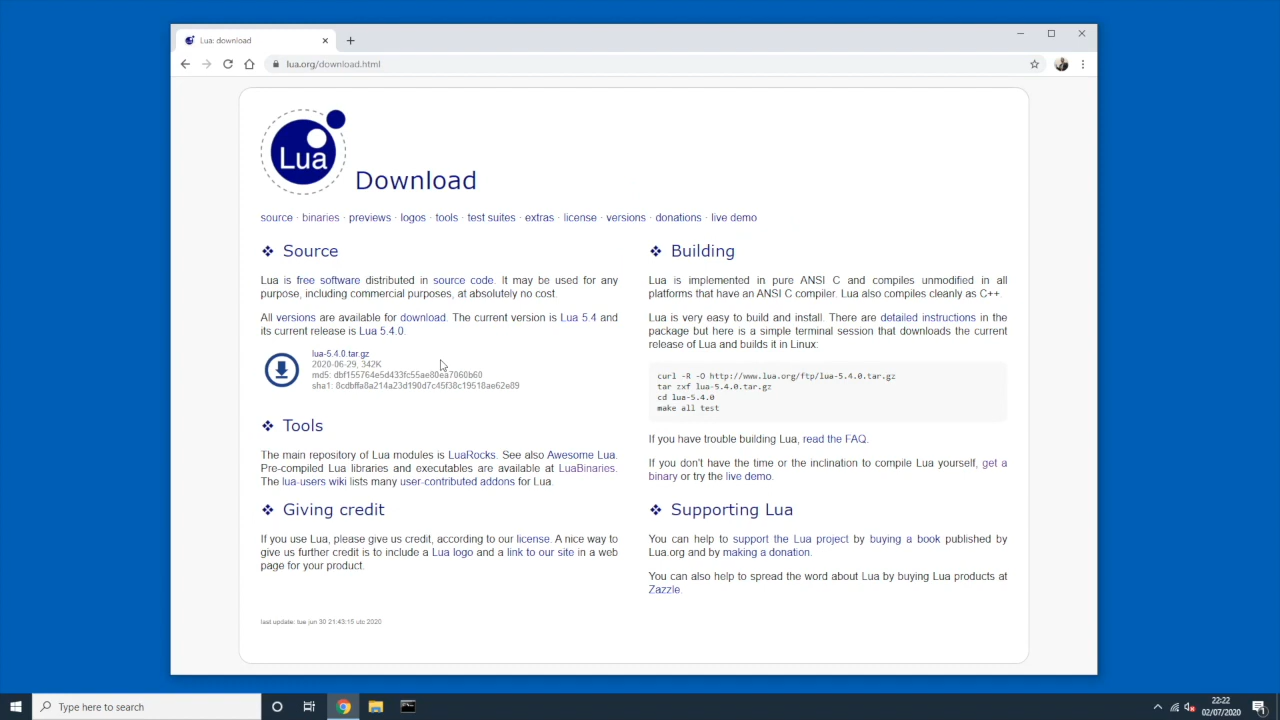 Lua: download
lua.org/download.html
Lua
Download
source · binaries · previews · logos · tools · test suites · extras · license · versions · donations · live demo
Source
Lua is free software distributed in source code. It may be used for any
purpose, including commercial purposes, at absolutely no cost.
All versions are available for download. The current version is Lua 5.4 and
its current release is Lua 5.4.0.
lua-5.4.0.tar.gz
2020-06-29, 342K
md5: dbf155764e5d433fc55ae80ea7060b60
sha1: 8cdbffa8a214a23d190d7c45f38c19518ae62e89
Tools
The main repository of Lua modules is LuaRocks. See also Awesome Lua.
Pre-compiled Lua libraries and executables are available at LuaBinaries.
The lua-users wiki lists many user-contributed addons for Lua.
Giving credit
If you use Lua, please give us credit, according to our license. A nice way to
give us further credit is to include a Lua logo and a link to our site in a web
page for your product.
last update: tue jun 30 21:43:15 utc 2020
Building
Lua is implemented in pure ANSI C and compiles unmodified in all
platforms that have an ANSI C compiler. Lua also compiles cleanly as C++.
Lua is very easy to build and install. There are detailed instructions in the
package but here is a simple terminal session that downloads the current
release of Lua and builds it in Linux:
curl -R -O http://www.lua.org/ftp/lua-5.4.0.tar.gz
tar zxf lua-5.4.0.tar.gz
cd lua-5.4.0
make all test
If you have trouble building Lua, read the FAQ.
If you don't have the time or the inclination to compile Lua yourself, get a
binary or try the live demo.
Supporting Lua
You can help to support the Lua project by buying a book published by
Lua.org and by making a donation.
You can also help to spread the word about Lua by buying Lua products at
Zazzle.
Type here to search
22:22
02/07/2020
1